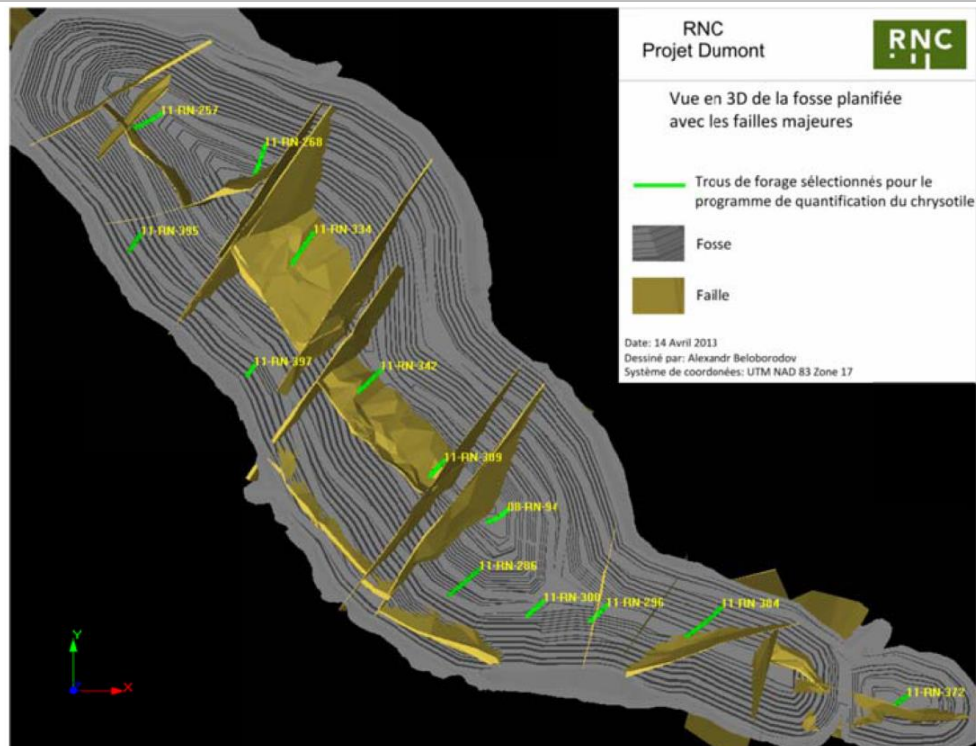 RNC
Projet Dumont
RNC
Vue en 3D de la fosse planifiée
avec les failles majeures
Trous de forage sélectionnés pour le
programme de quantification du chrysotile
Fosse
Faille
Date: 14 Avril 2013
Dessiné par: Alexandr Beloborodov
Système de coordonées: UTM NAD 83 Zone 17
11-RN-257
11-RN-268
11-RN-395
11-RN-334
11-RN-397
11-RN-342
11-RN-309
08-RN-94
11-RN-286
11-RN-300
11-RN-296
11-RN-304
11-RN-372
Y
X